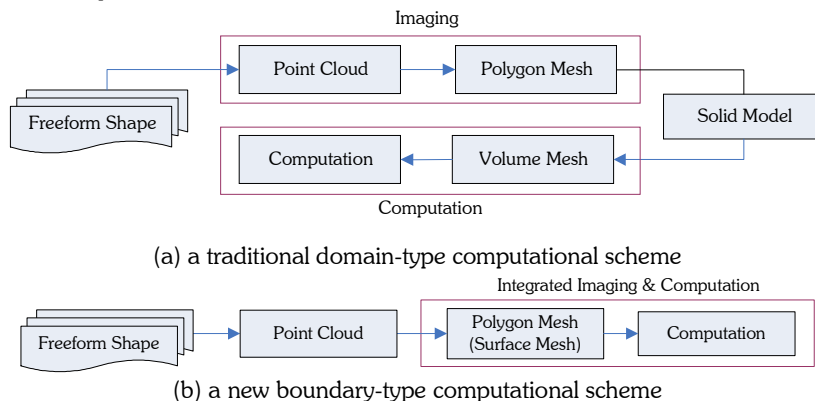 Imaging
Point Cloud
Polygon Mesh
Freeform Shape
Solid Model
Computation
Volume Mesh
Computation
(a) a traditional domain-type computational scheme
Integrated Imaging & Computation
Freeform Shape
Point Cloud
Polygon Mesh
(Surface Mesh)
Computation
(b) a new boundary-type computational scheme